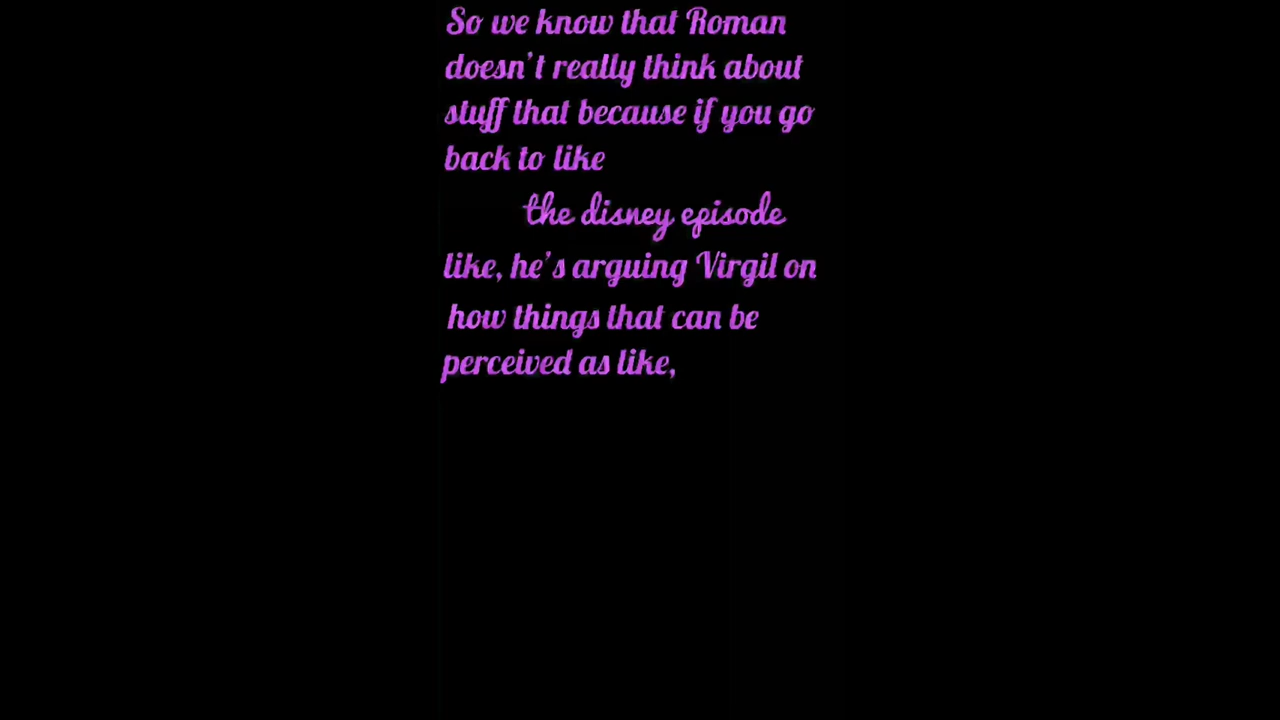 So we know that Roman
doesn't really think about
stuff that because if you go
back to like
the disney episode
like, he's arguing Virgil on
how things that can be
perceived as like,